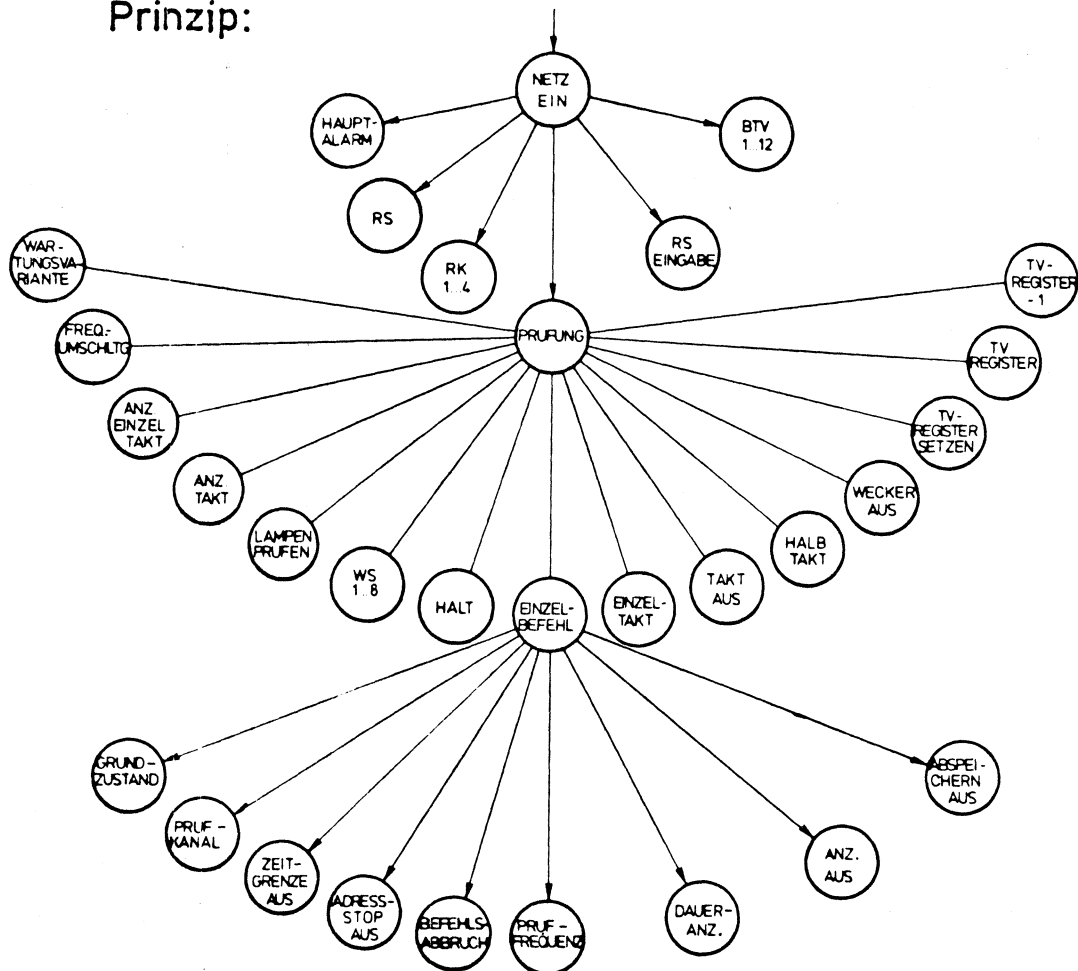 Prinzip:
NETZ
EIN
HAUPT-
ALARM
BTV
1...12
RS
RK
1...4
RS
EINGABE
WAR-
TUNGSVA-
RIANTE
TV-
REGISTER
-1
FREQ.-
UMSCHLTG
PRUFUNG
TV
REGISTER
ANZ.
EINZEL
TAKT
TV-
REGISTER
SETZEN
ANZ.
TAKT
WECKER
AUS
LAMPEN
PRUFEN
HALB
TAKT
WS
1...8
TAKT
AUS
HALT
EINZEL-
BEFEHL
EINZEL-
TAKT
GRUND-
ZUSTAND
ABSPEI-
CHERN
AUS
PRUF-
KANAL
ANZ.
AUS
ZEIT-
GRENZE
AUS
ADRESS-
STOP
AUS
BEFEHLS-
ABBRUCH
PRUF-
FREQUENZ
DAUER-
ANZ.